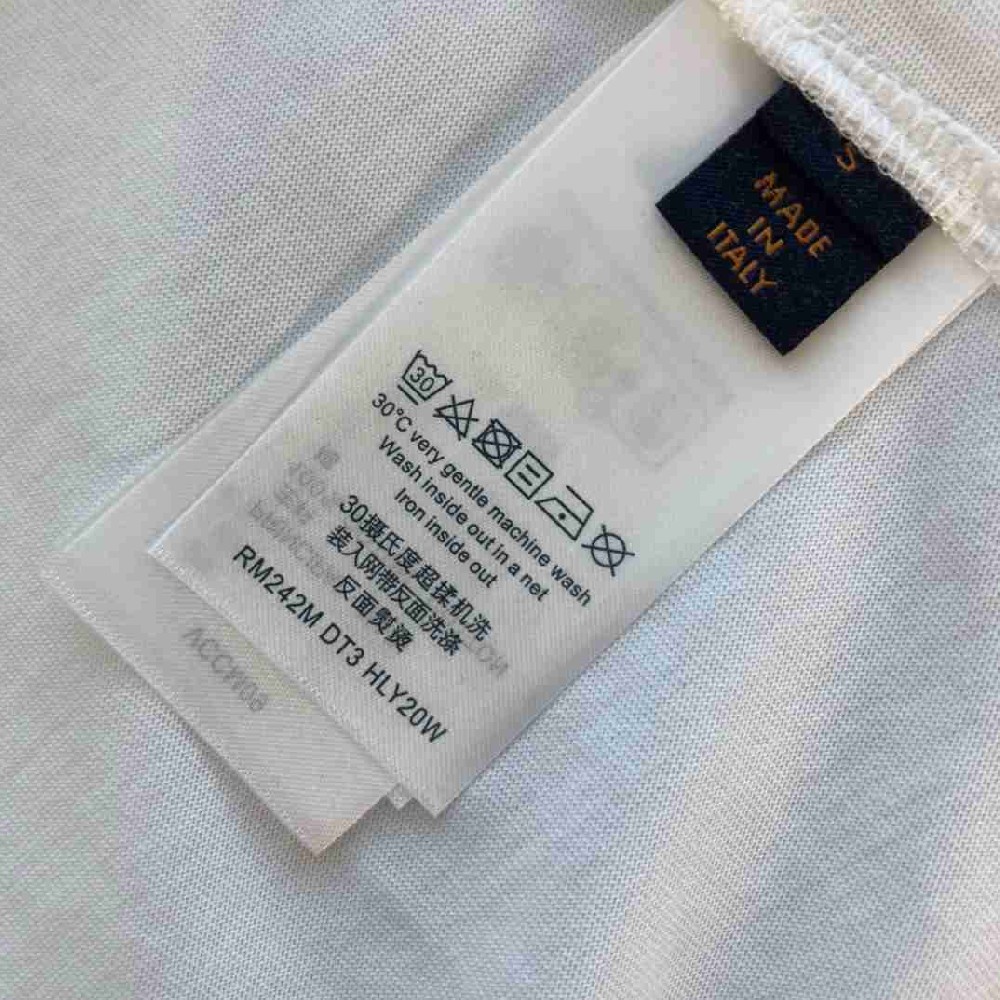 S
MADE
IN
ITALY
30
30°C very gentle machine wash
Wash inside out in a net
Iron inside out
30摄氏度超揉机洗
装入网带反面洗涤
反面熨烫
RM242M DT3 HLY20W